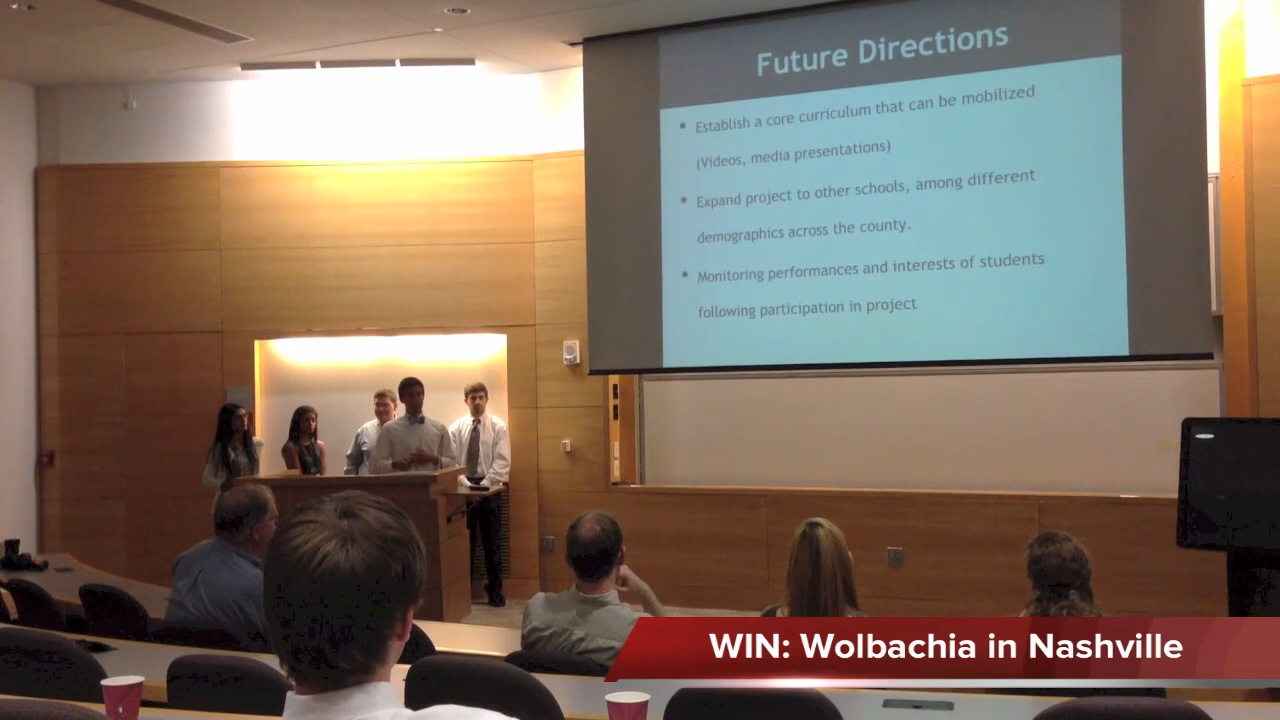 Future Directions
• Establish a core curriculum that can be mobilized
(Videos, media presentations)
• Expand project to other schools, among different
demographics across the county.
• Monitoring performances and interests of students
following participation in project
WIN: Wolbachia in Nashville